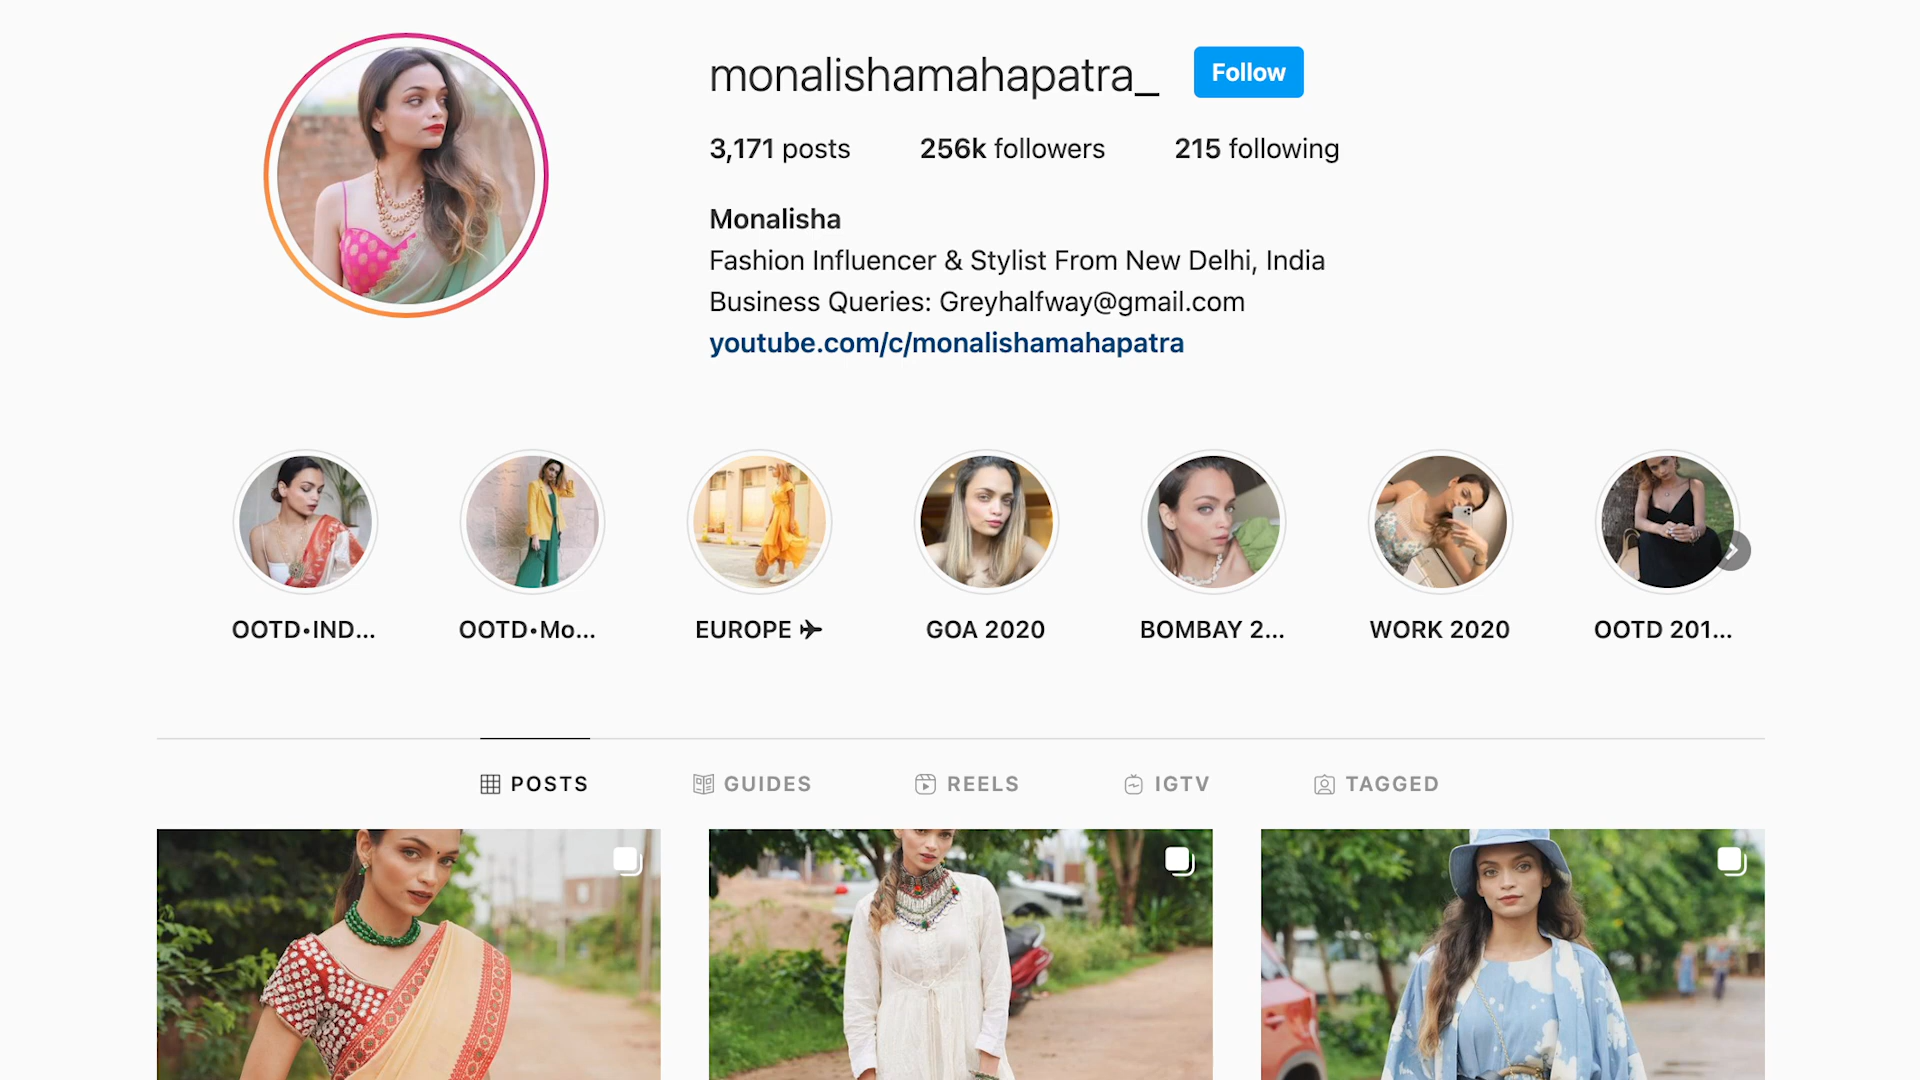 monalishamahapatra_ Follow
3,171 posts 256k followers 215 following
Monalisha
Fashion Influencer & Stylist From New Delhi, India
Business Queries: Greyhalfway@gmail.com
youtube.com/c/monalishamahapatra
OOTD•IND... OOTD•Mo... EUROPE ✈ GOA 2020 BOMBAY 2... WORK 2020 OOTD 201...
POSTS GUIDES REELS IGTV TAGGED